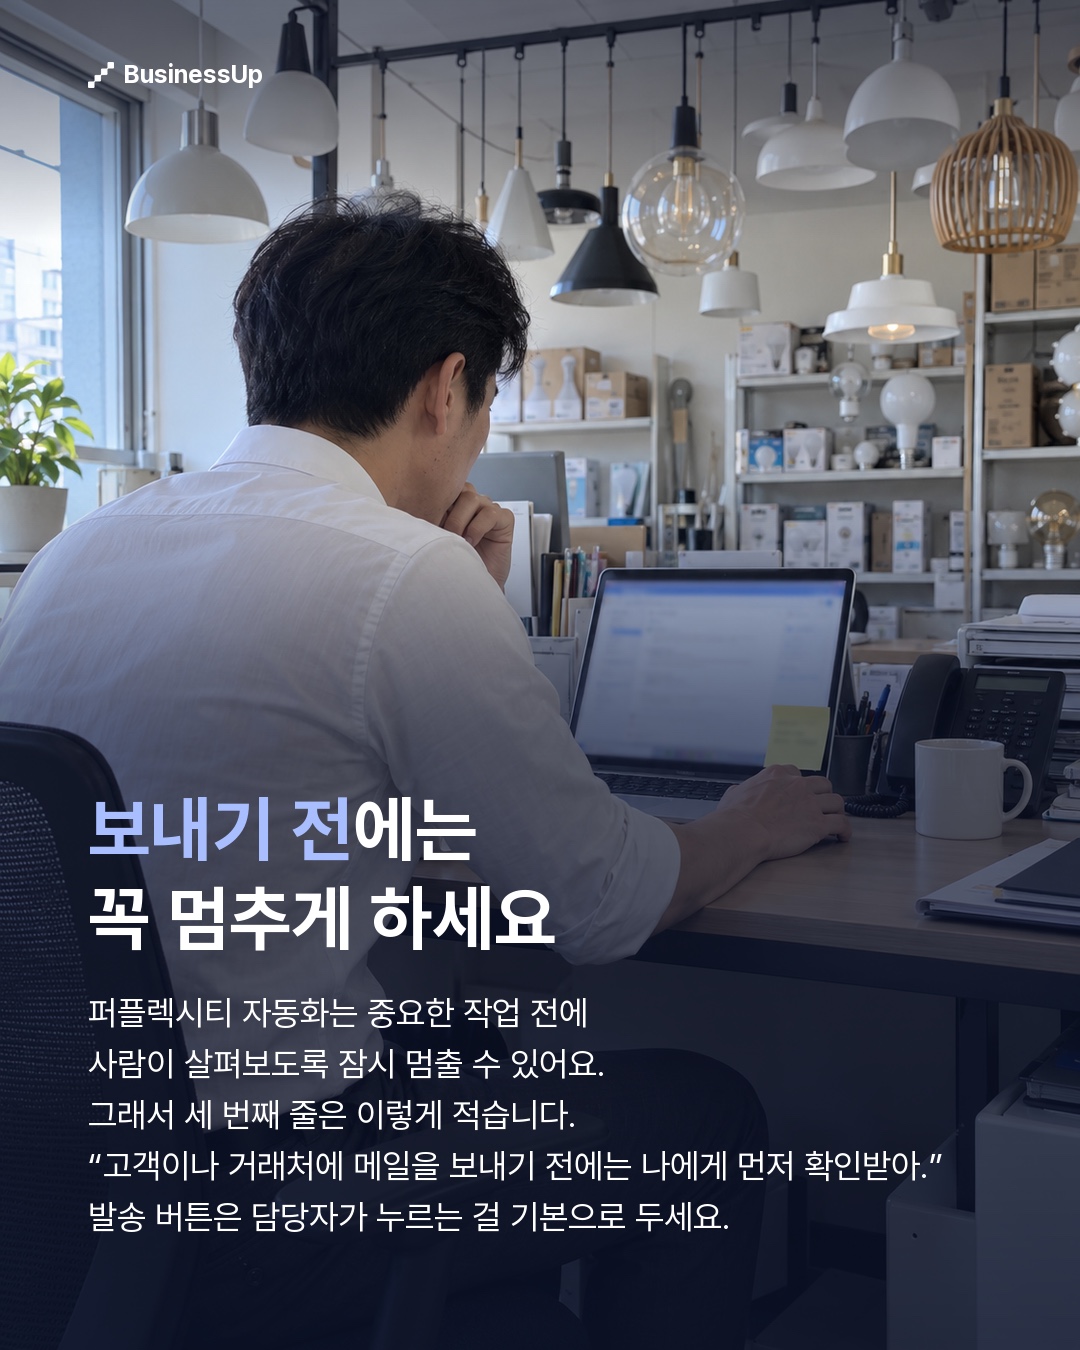 BusinessUp
보내기 전에는
꼭 멈추게 하세요
퍼플렉시티 자동화는 중요한 작업 전에
사람이 살펴보도록 잠시 멈출 수 있어요.
그래서 세 번째 줄은 이렇게 적습니다.
“고객이나 거래처에 메일을 보내기 전에는 나에게 먼저 확인받아.”
발송 버튼은 담당자가 누르는 걸 기본으로 두세요.